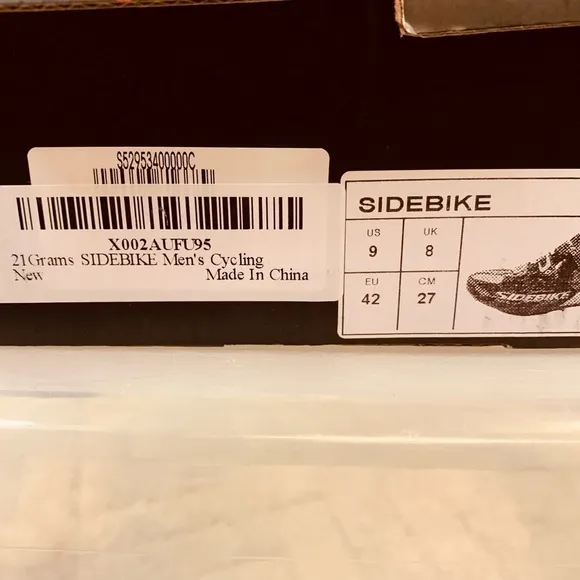 S52953400000C
X002AUFU95
21Grams SIDEBIKE Men's Cycling
New Made In China
SIDEBIKE
US UK
9 8
EU CM
42 27
SIDEBIKE